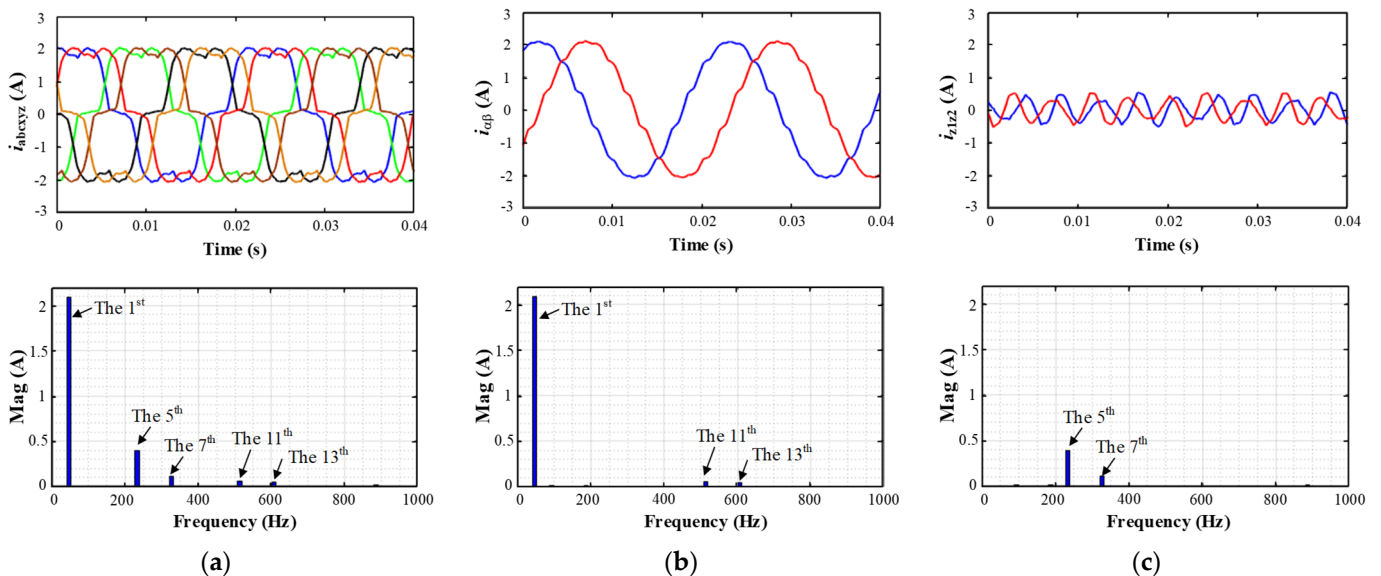 3
2
1
0
-1
-2
-3
i abcxyz (A)
0 0.01 0.02 0.03 0.04
Time (s)
3
2
1
0
-1
-2
-3
i αβ (A)
0 0.01 0.02 0.03 0.04
Time (s)
3
2
1
0
-1
-2
-3
i z1z2 (A)
0 0.01 0.02 0.03 0.04
Time (s)
2
1.5
1
0.5
0
Mag (A)
The 1st
The 5th
The 7th
The 11th
The 13th
0 200 400 600 800 1000
Frequency (Hz)
(a)
2
1.5
1
0.5
0
Mag (A)
The 1st
The 11th
The 13th
0 200 400 600 800 1000
Frequency (Hz)
(b)
2
1.5
1
0.5
0
Mag (A)
The 5th
The 7th
0 200 400 600 800 1000
Frequency (Hz)
(c)